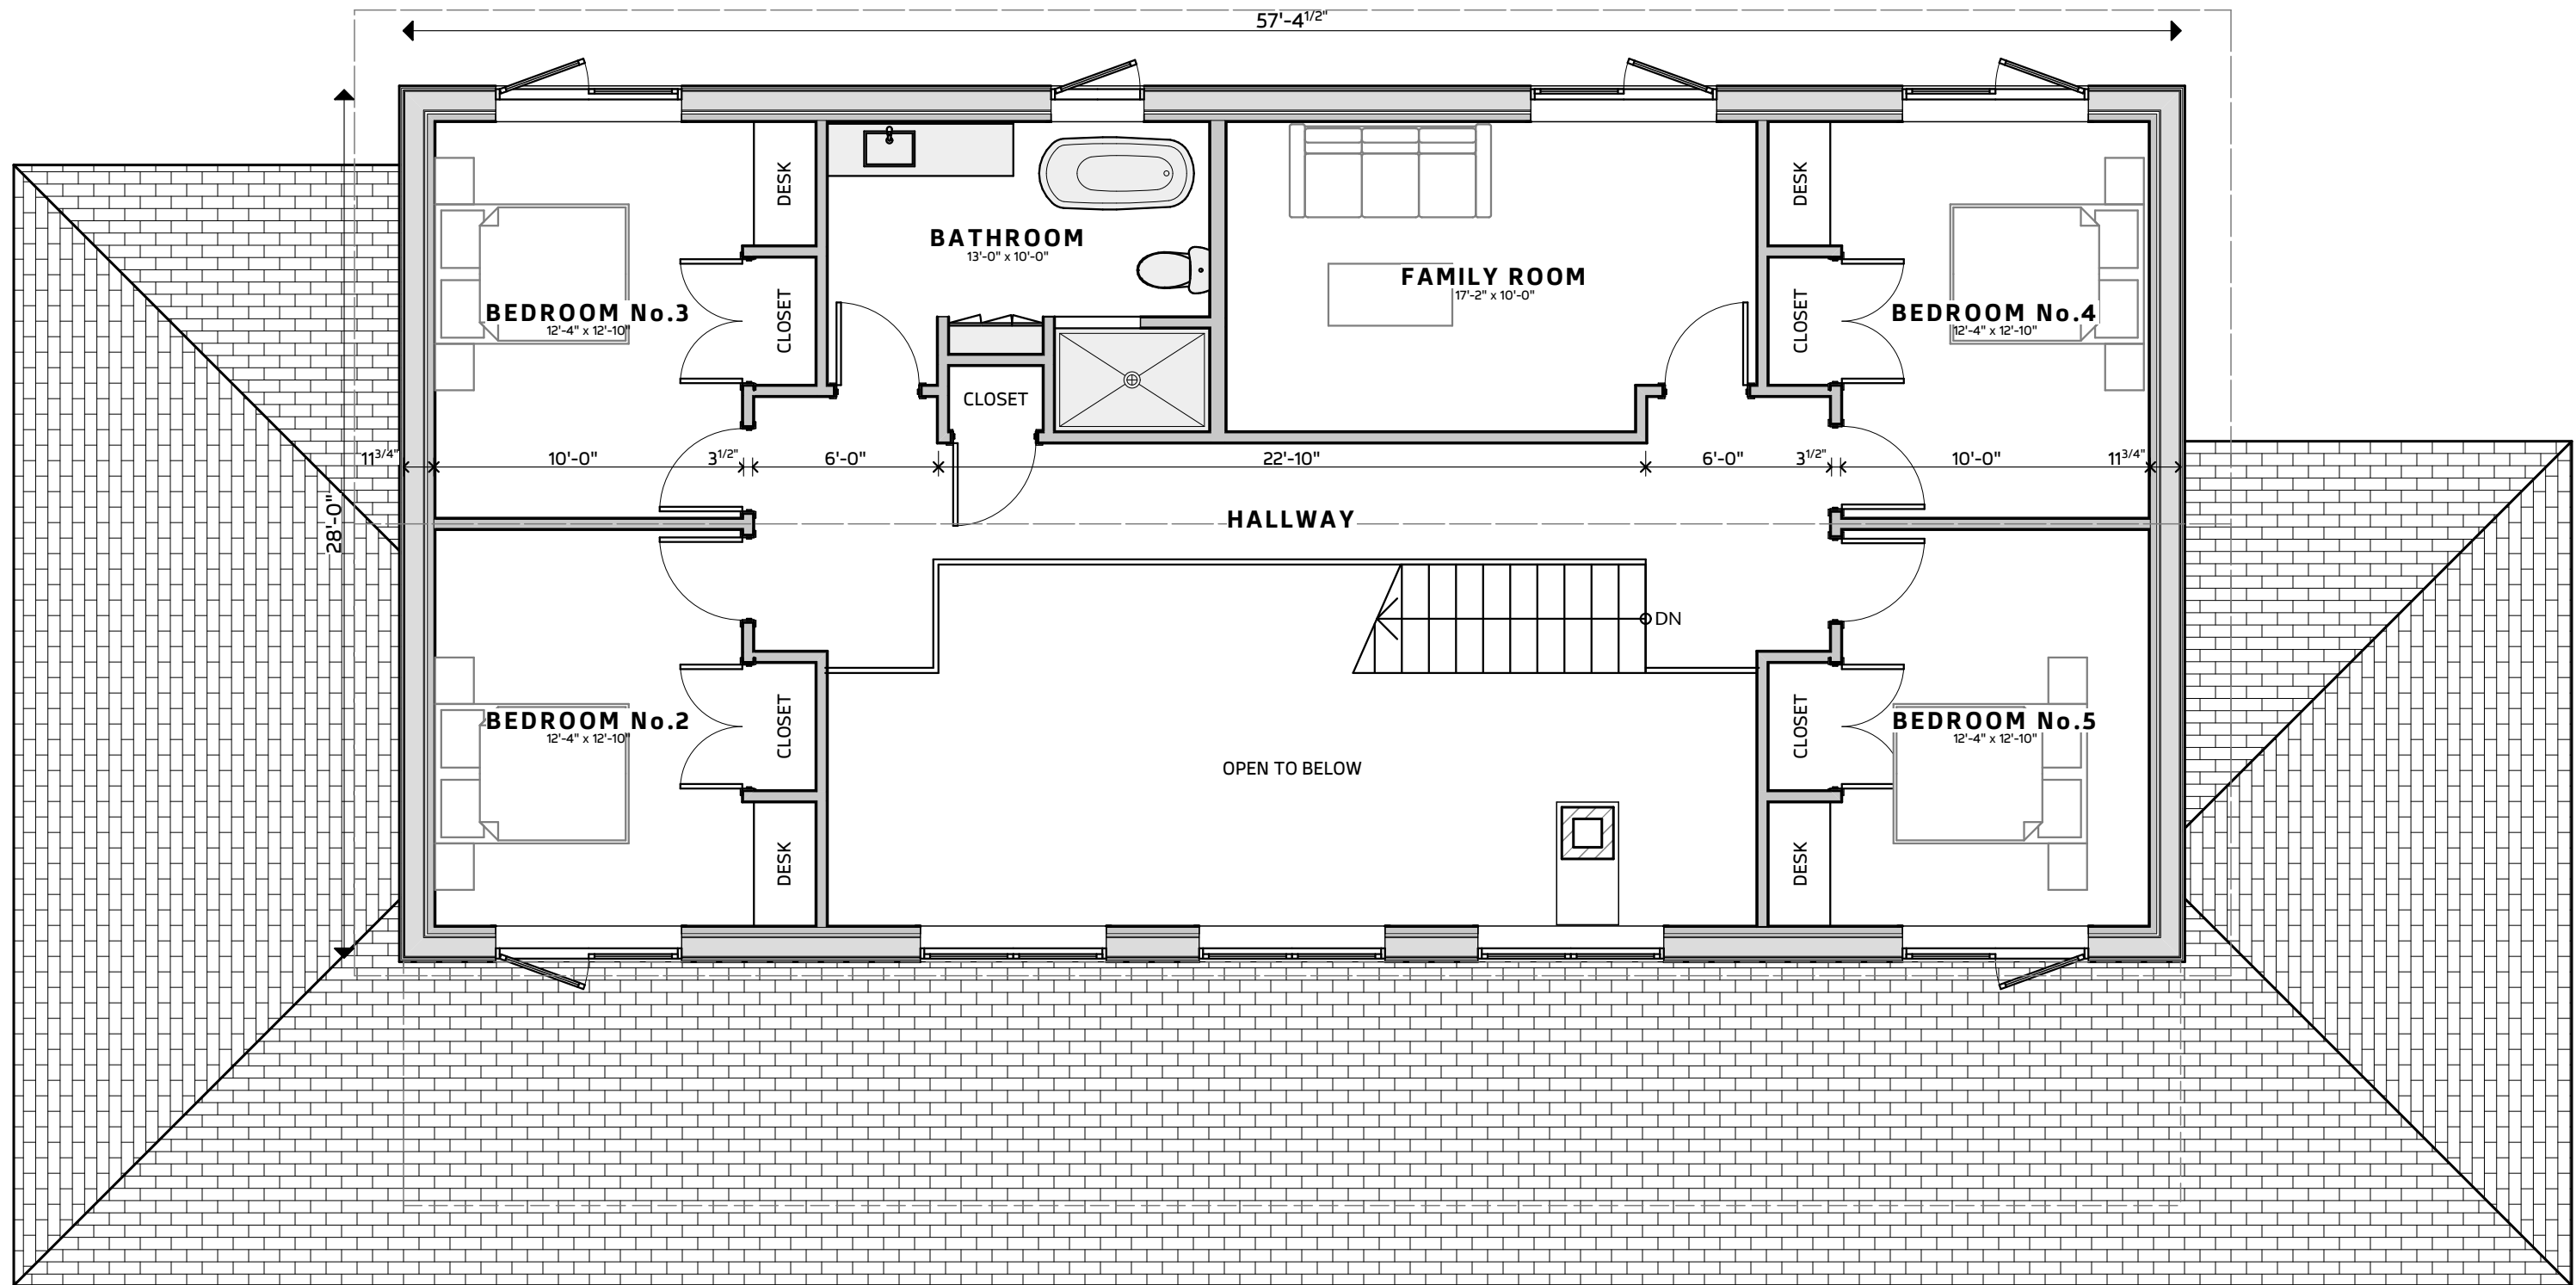 57'-4 1/2"
DESK
BATHROOM
13'-0" x 10'-0"
DESK
FAMILY ROOM
17'-2" x 10'-0"
BEDROOM No.3
12'-4" x 12'-10"
CLOSET
CLOSET
BEDROOM No.4
12'-4" x 12'-10"
CLOSET
11 3/4"
10'-0"
3 1/2"
6'-0"
22'-10"
6'-0"
3 1/2"
10'-0"
11 3/4"
28'-0"
HALLWAY
DN
BEDROOM No.2
12'-4" x 12'-10"
CLOSET
CLOSET
BEDROOM No.5
12'-4" x 12'-10"
OPEN TO BELOW
DESK
DESK